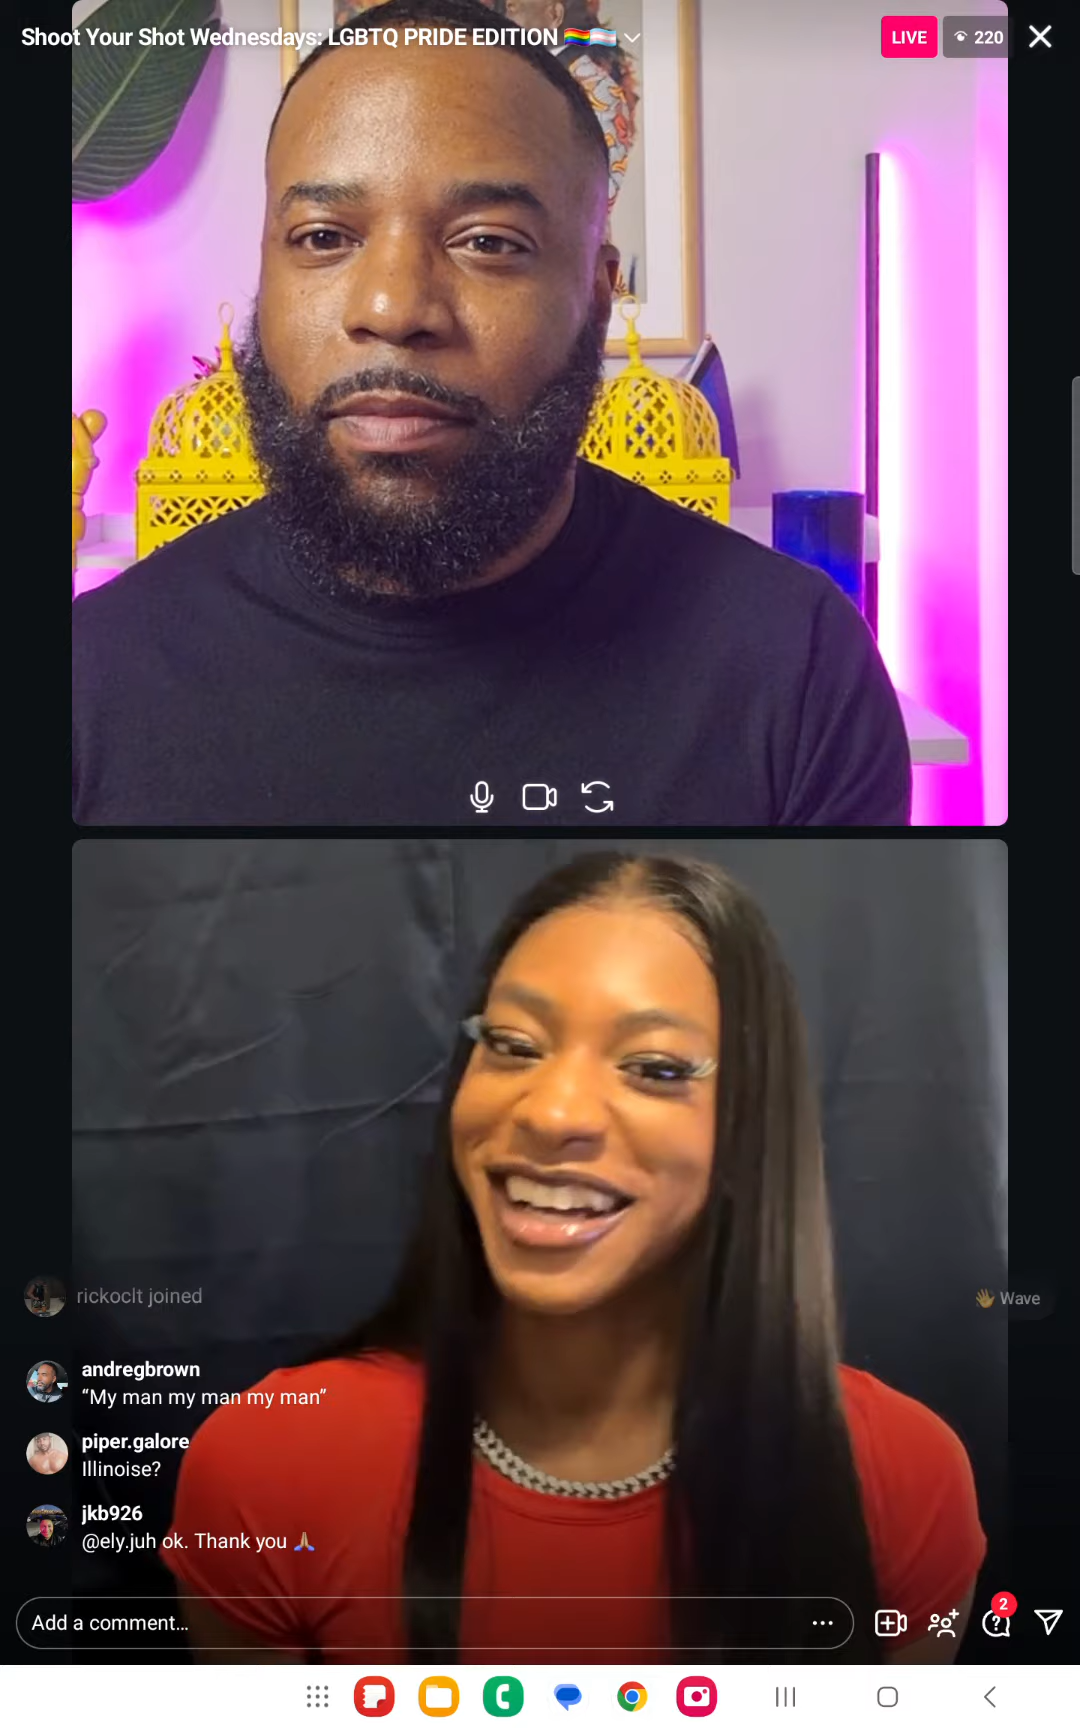 Shoot Your Shot Wednesdays: LGBTQ PRIDE EDITION 🏳️‍🌈🏳️‍⚧️
LIVE
220
rickoclt joined
👋 Wave
andregbrown
“My man my man my man”
piper.galore
Illinoise?
jkb926
@ely.juh ok. Thank you 🙏🏽
2
Add a comment...